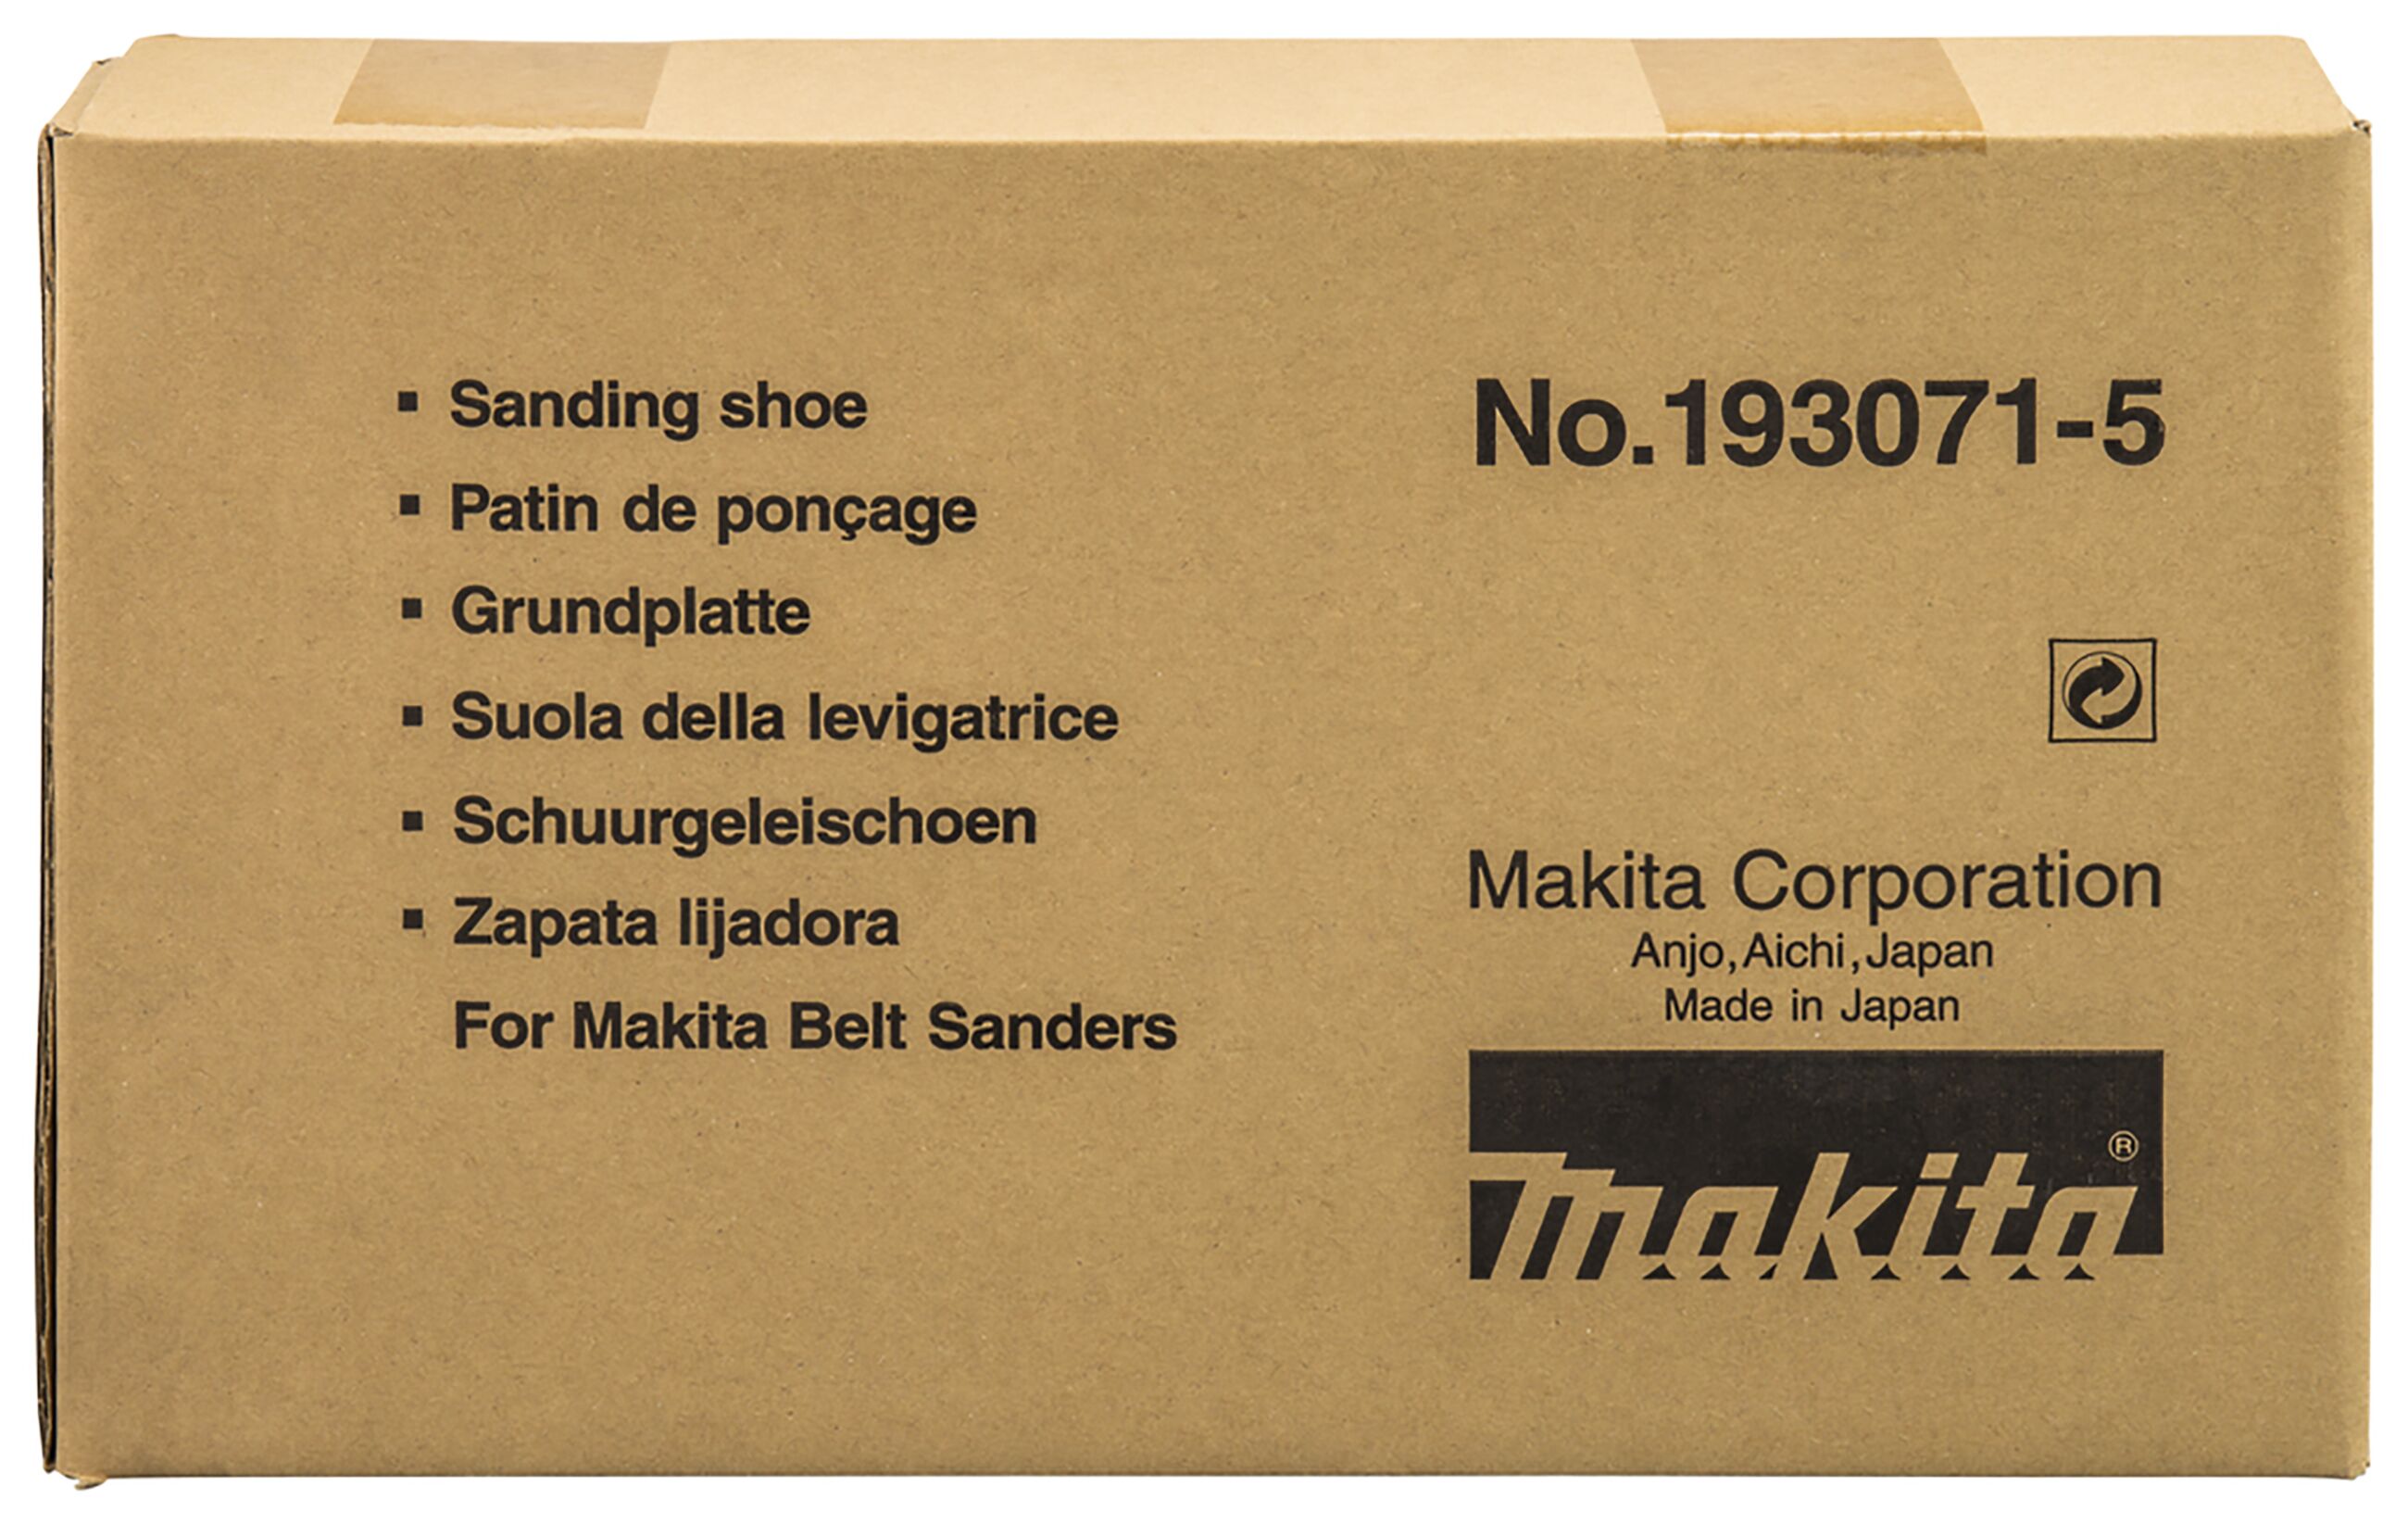 ▪ Sanding shoe
▪ Patin de ponçage
▪ Grundplatte
▪ Suola della levigatrice
▪ Schuurgeleischoen
▪ Zapata lijadora
For Makita Belt Sanders
No.193071-5
Makita Corporation
Anjo, Aichi, Japan
Made in Japan
makita®